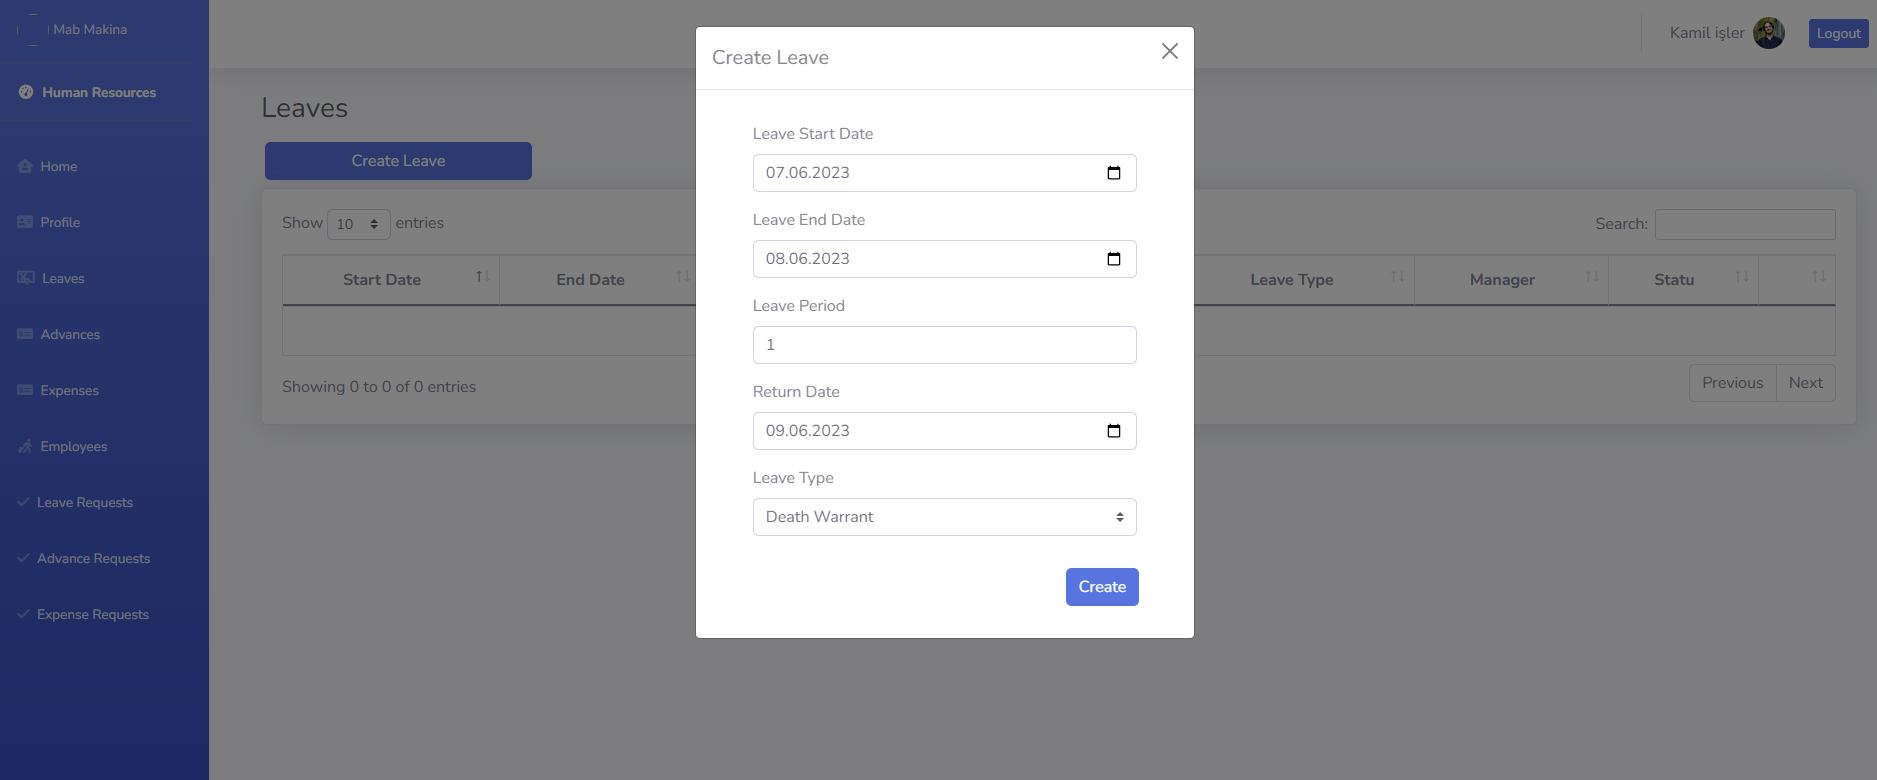 Mab Makina
Kamil işler
Logout
Human Resources
Home
Profile
Leaves
Advances
Expenses
Employees
Leave Requests
Advance Requests
Expense Requests
Leaves
Create Leave
Show 10 entries
Search:
Start Date End Date Leave Type Manager Statu
Showing 0 to 0 of 0 entries
Previous Next
Create Leave
Leave Start Date
07.06.2023
Leave End Date
08.06.2023
Leave Period
1
Return Date
09.06.2023
Leave Type
Death Warrant
Create